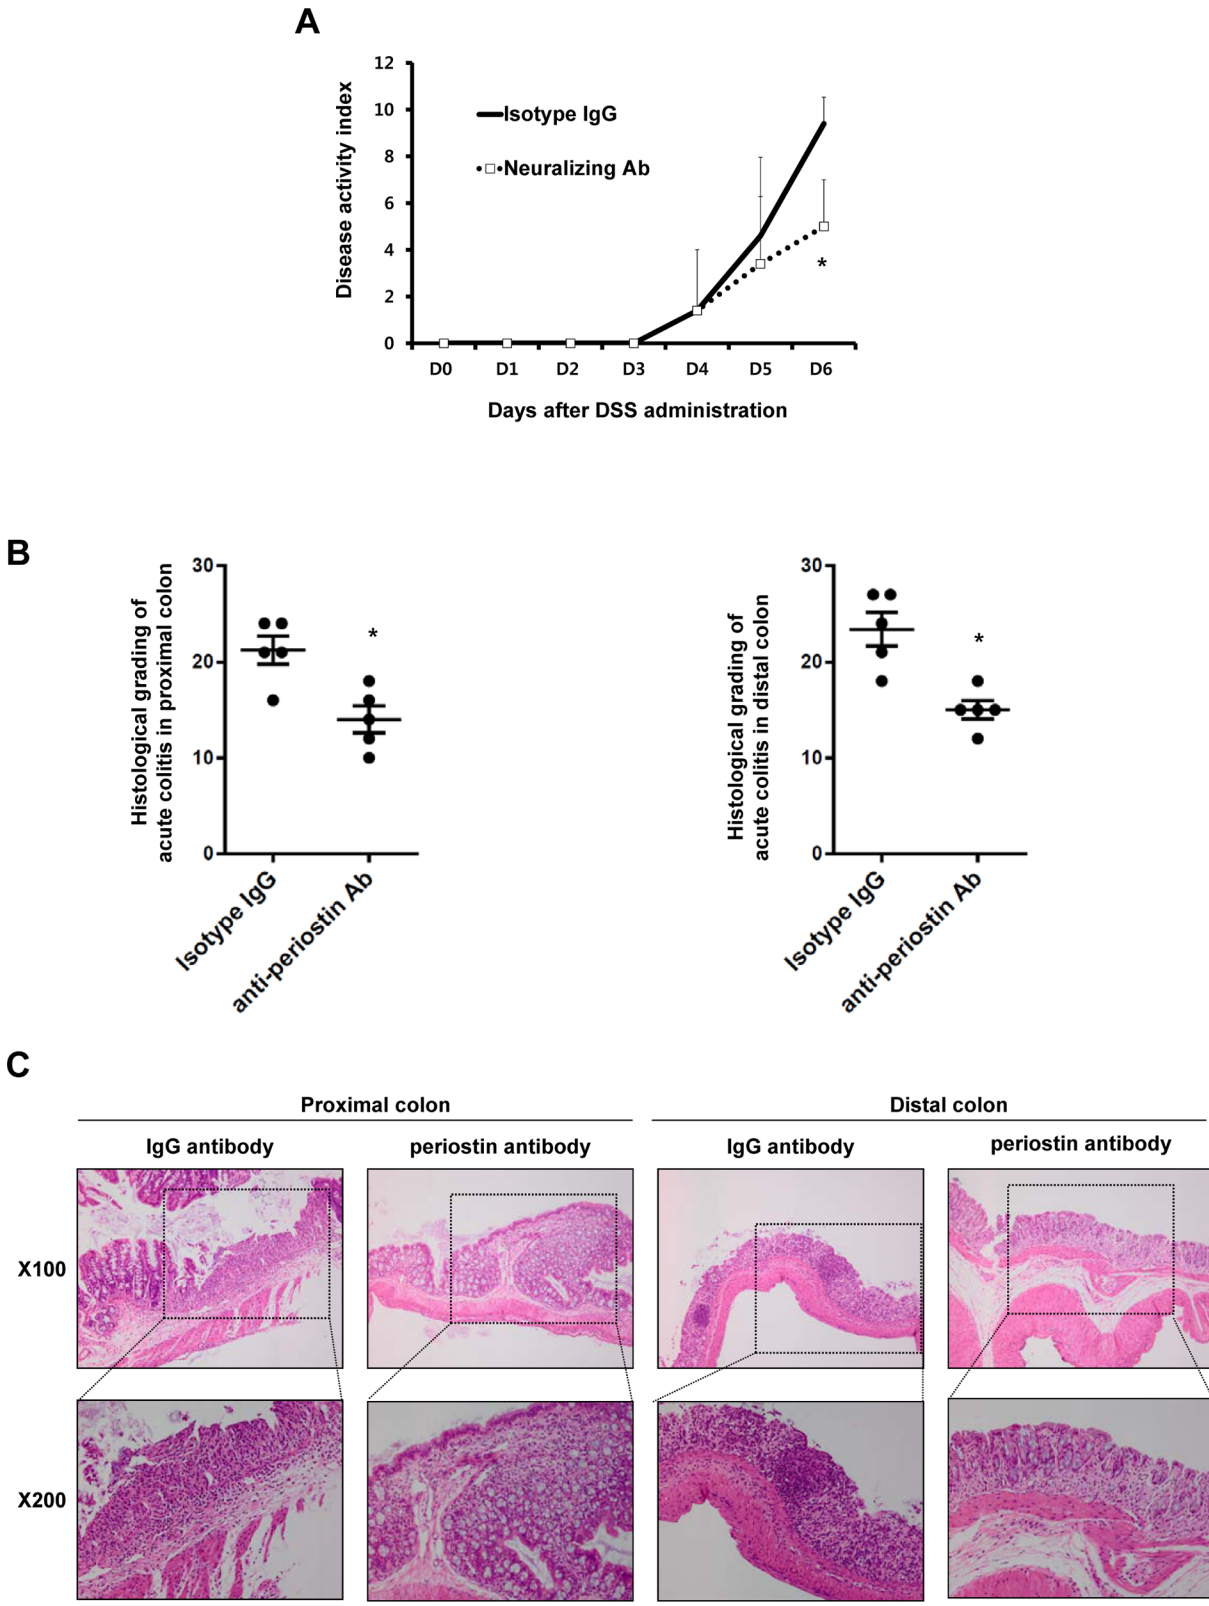 A
Disease activity index
12
10
8
6
4
2
0
Isotype IgG
Neuralizing Ab
*
D0 D1 D2 D3 D4 D5 D6
Days after DSS administration
B
Histological grading of
acute colitis in proximal colon
30
20
10
0
*
Isotype IgG
anti-periostin Ab
Histological grading of
acute colitis in distal colon
30
20
10
0
*
Isotype IgG
anti-periostin Ab
C
Proximal colon
Distal colon
IgG antibody
periostin antibody
IgG antibody
periostin antibody
X100
X200